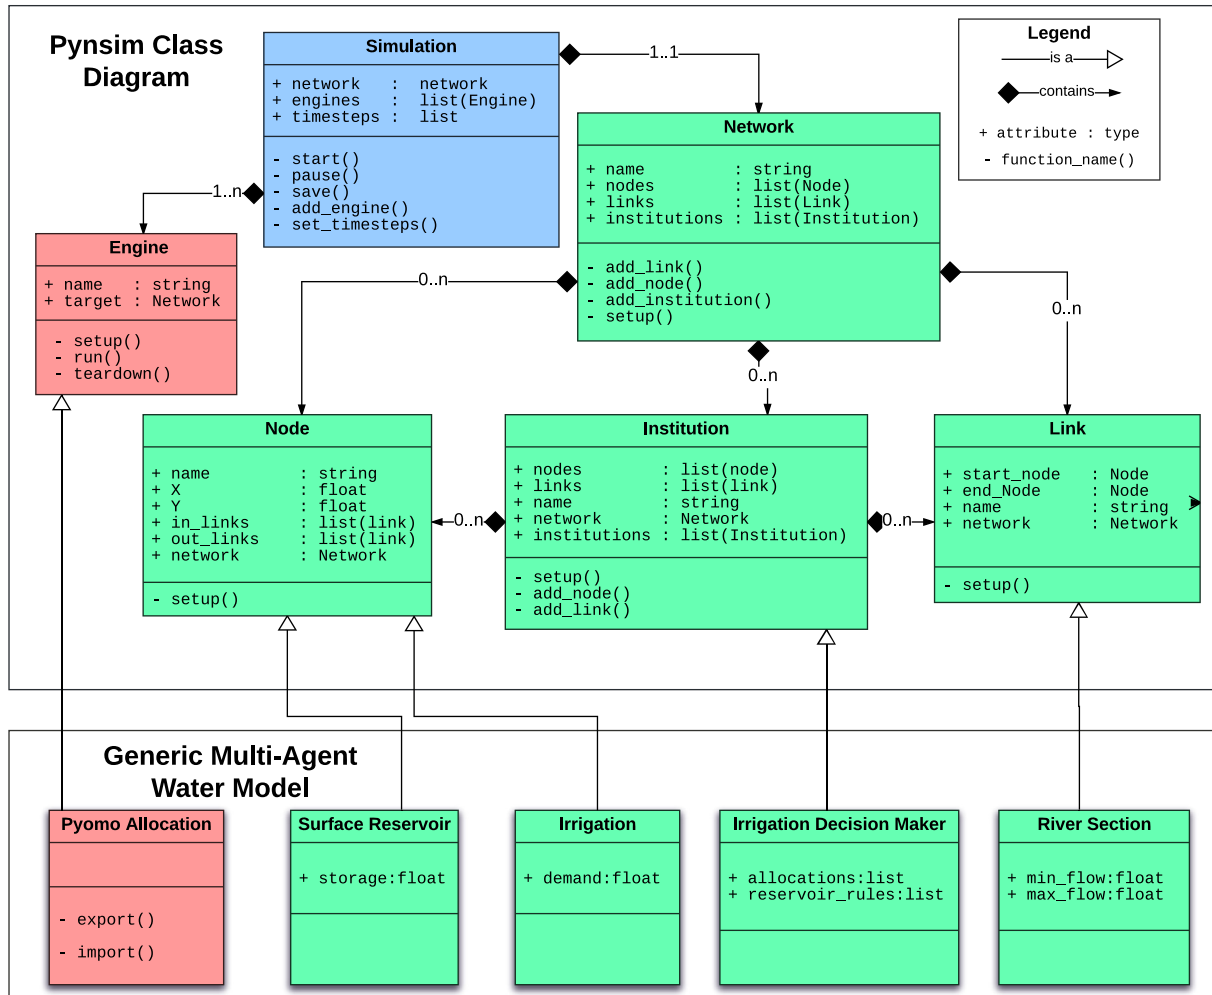 Pynsim Class
Diagram
Simulation
+ network : network
+ engines : list(Engine)
+ timesteps : list
- start()
- pause()
- save()
- add_engine()
- set_timesteps()
1..1
1..n
Legend
is a
contains
+ attribute : type
- function_name()
Network
+ name : string
+ nodes : list(Node)
+ links : list(Link)
+ institutions : list(Institution)
- add_link()
- add_node()
- add_institution()
- setup()
Engine
+ name : string
+ target : Network
- setup()
- run()
- teardown()
0..n
0..n
0..n
Node
+ name : string
+ X : float
+ Y : float
+ in_links : list(link)
+ out_links : list(link)
+ network : Network
- setup()
0..n
Institution
+ nodes : list(node)
+ links : list(link)
+ name : string
+ network : Network
+ institutions : list(Institution)
- setup()
- add_node()
- add_link()
0..n
Link
+ start_node : Node
+ end_Node : Node
+ name : string
+ network : Network
- setup()
Generic Multi-Agent
Water Model
Pyomo Allocation
- export()
- import()
Surface Reservoir
+ storage:float
Irrigation
+ demand:float
Irrigation Decision Maker
+ allocations:list
+ reservoir_rules:list
River Section
+ min_flow:float
+ max_flow:float